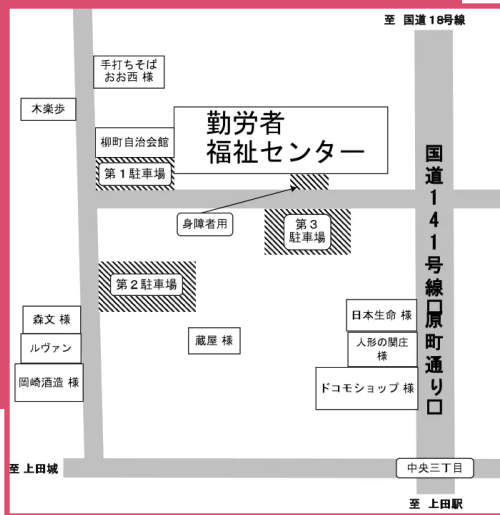 至 国道18号線
手打ちそば
おお西 様
木楽歩
勤労者
福祉センター
柳町自治会館
第１駐車場
身障者用
第３
駐車場
国道１４１号線□原町通り□
第２駐車場
森文 様
ルヴァン
岡崎酒造 様
蔵屋 様
日本生命 様
人形の関庄
様
ドコモショップ 様
至 上田城
中央三丁目
至 上田駅